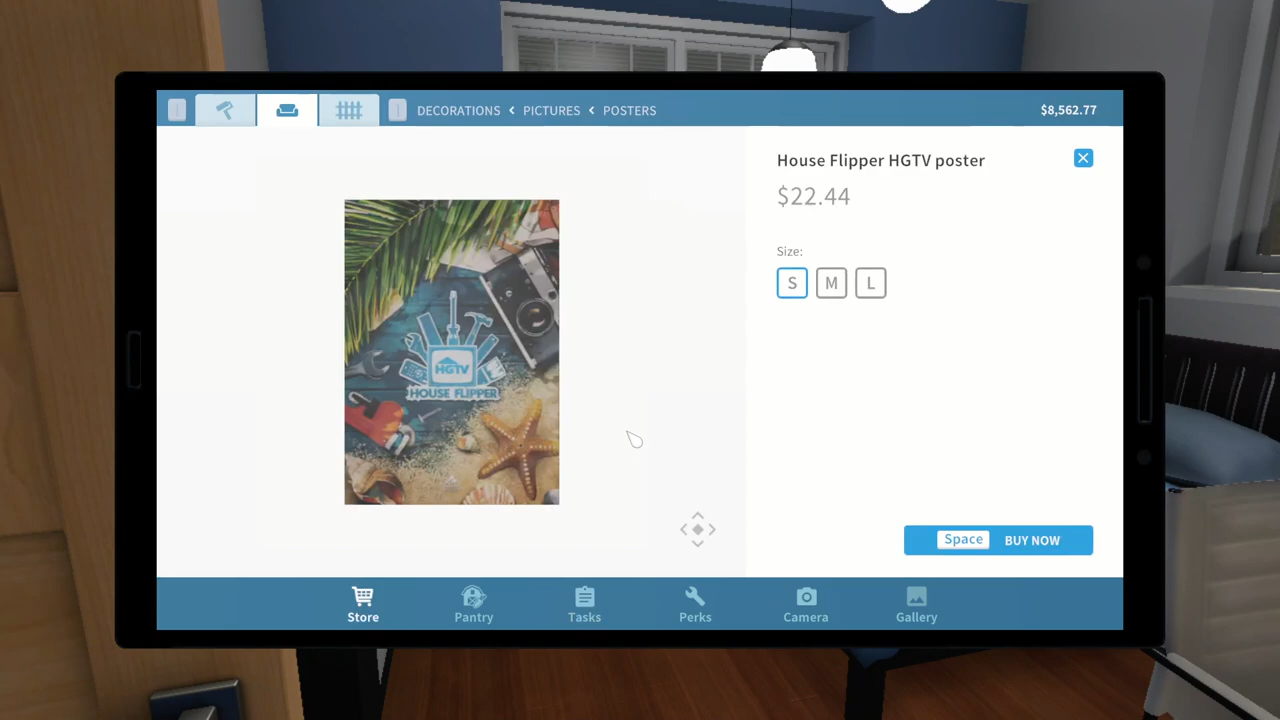 DECORATIONS < PICTURES < POSTERS
$8,562.77
House Flipper HGTV poster
$22.44
Size:
S M L
HGTV
HOUSE FLIPPER
Space BUY NOW
Store Pantry Tasks Perks Camera Gallery